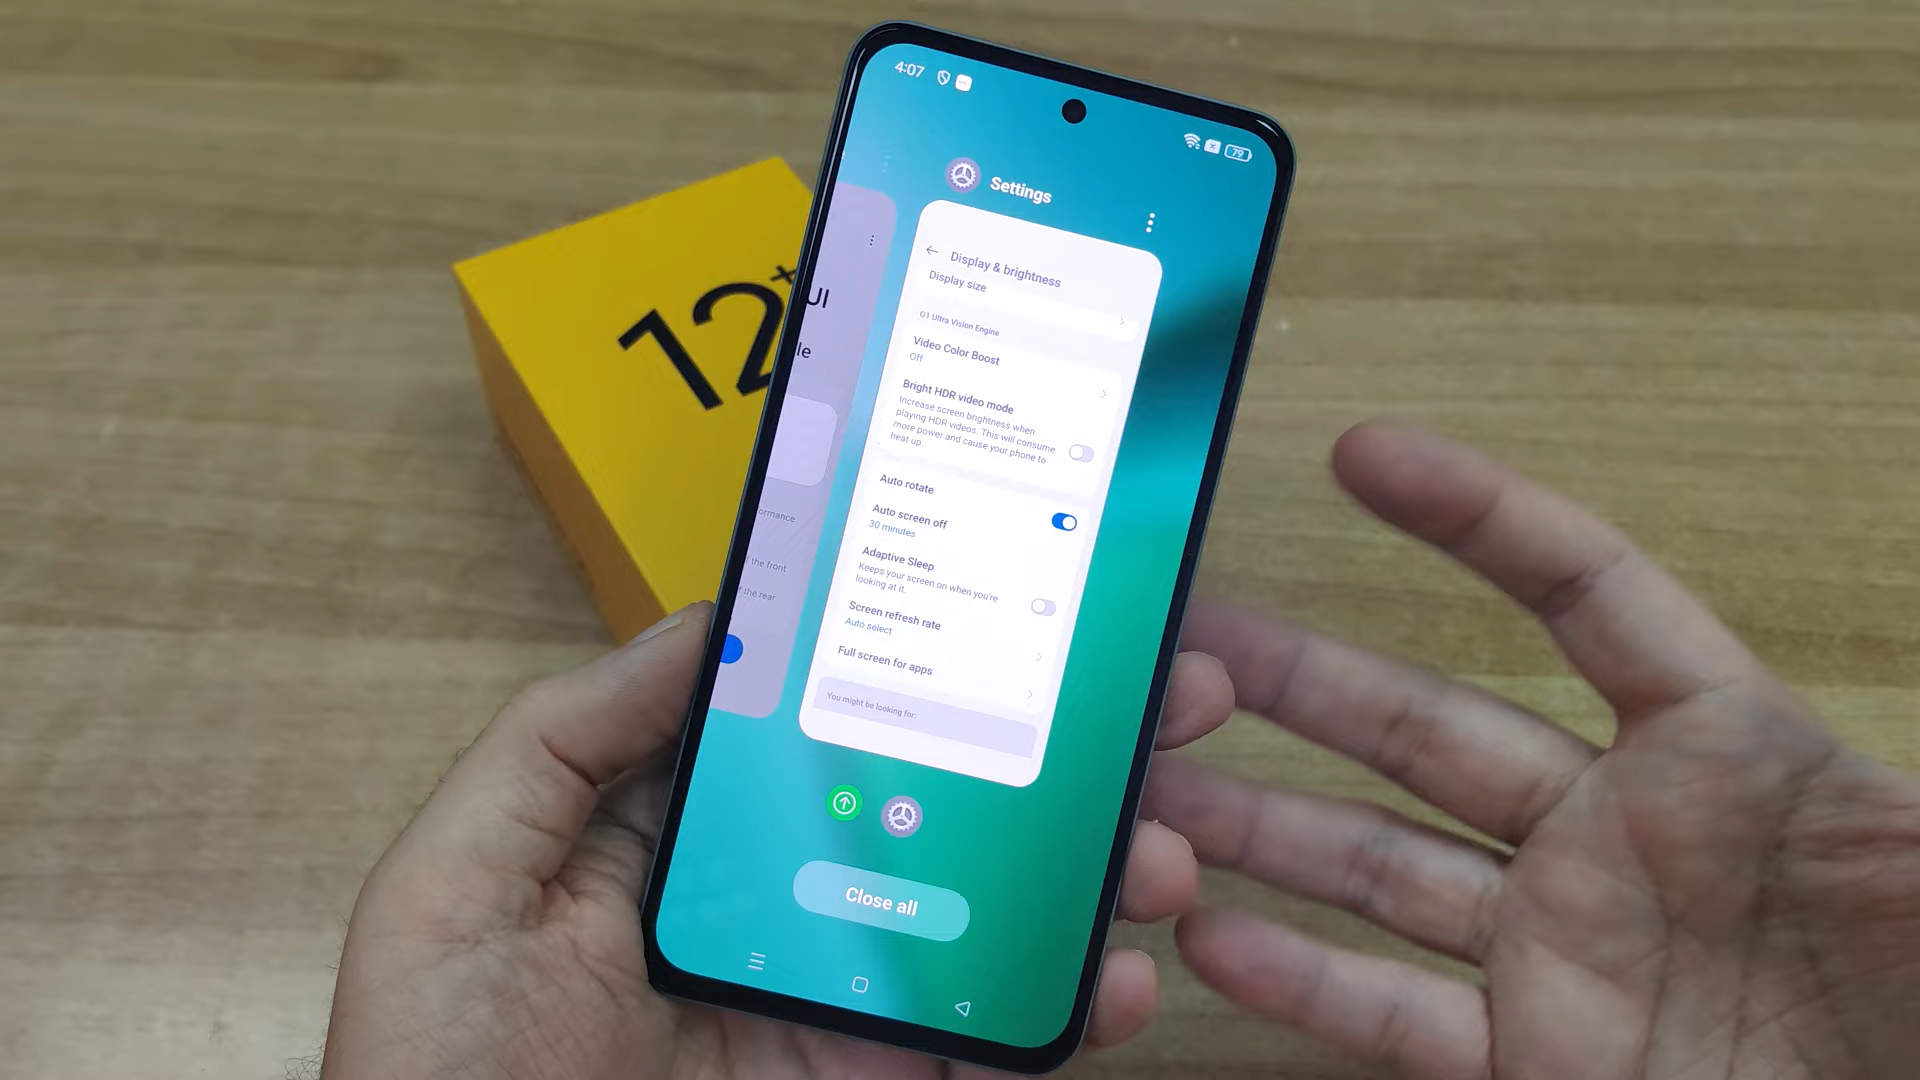 4:07
79
Settings
Display & brightness
Display size
O1 Ultra Vision Engine
Video Color Boost
Off
Bright HDR video mode
Increase screen brightness when
playing HDR videos. This will consume
more power and cause your phone to
heat up.
Auto rotate
Auto screen off
30 minutes
Adaptive Sleep
Keeps your screen on when you're
looking at it.
Screen refresh rate
Auto select
Full screen for apps
You might be looking for:
UI
le
ormance
the front
the rear
Close all
12+